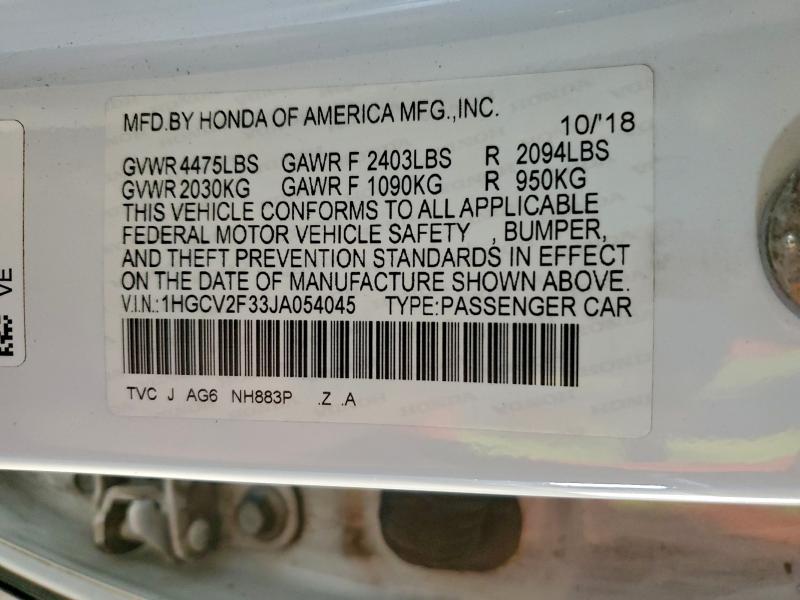 MFD.BY HONDA OF AMERICA MFG.,INC.
10/'18
GVWR 4475LBS GAWR F 2403LBS R 2094LBS
GVWR 2030KG GAWR F 1090KG R 950KG
THIS VEHICLE CONFORMS TO ALL APPLICABLE
FEDERAL MOTOR VEHICLE SAFETY , BUMPER,
AND THEFT PREVENTION STANDARDS IN EFFECT
ON THE DATE OF MANUFACTURE SHOWN ABOVE.
V.I.N.:1HGCV2F33JA054045 TYPE:PASSENGER CAR
TVC J AG6 NH883P .Z .A
VE